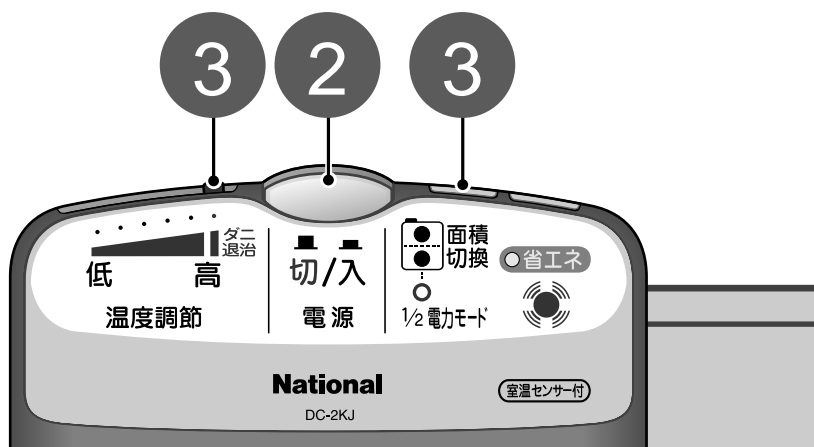 3 2 3
ダニ
退治
低 高
温度調節
切/入
電源
面積
切換
1/2電力モード
省エネ
National
DC-2KJ
室温センサー付